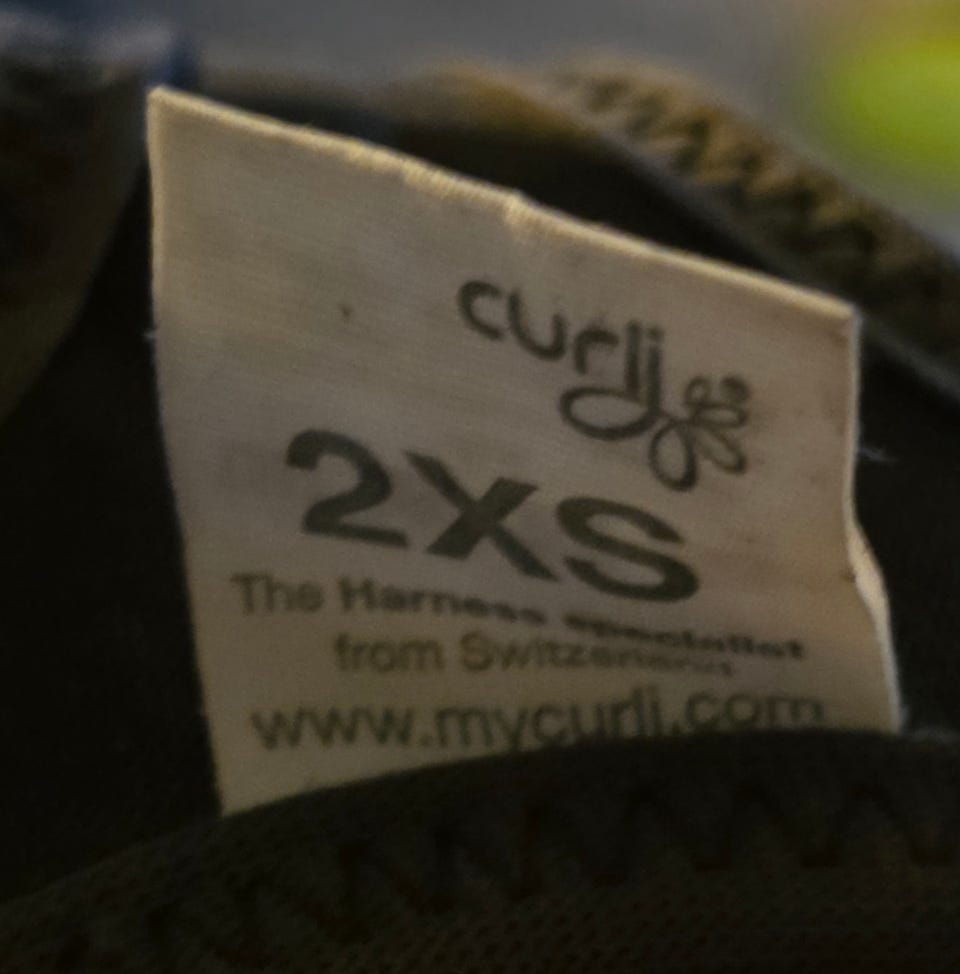 curli
2XS
The Harness specialist
from Switzerland
www.mycurli.com